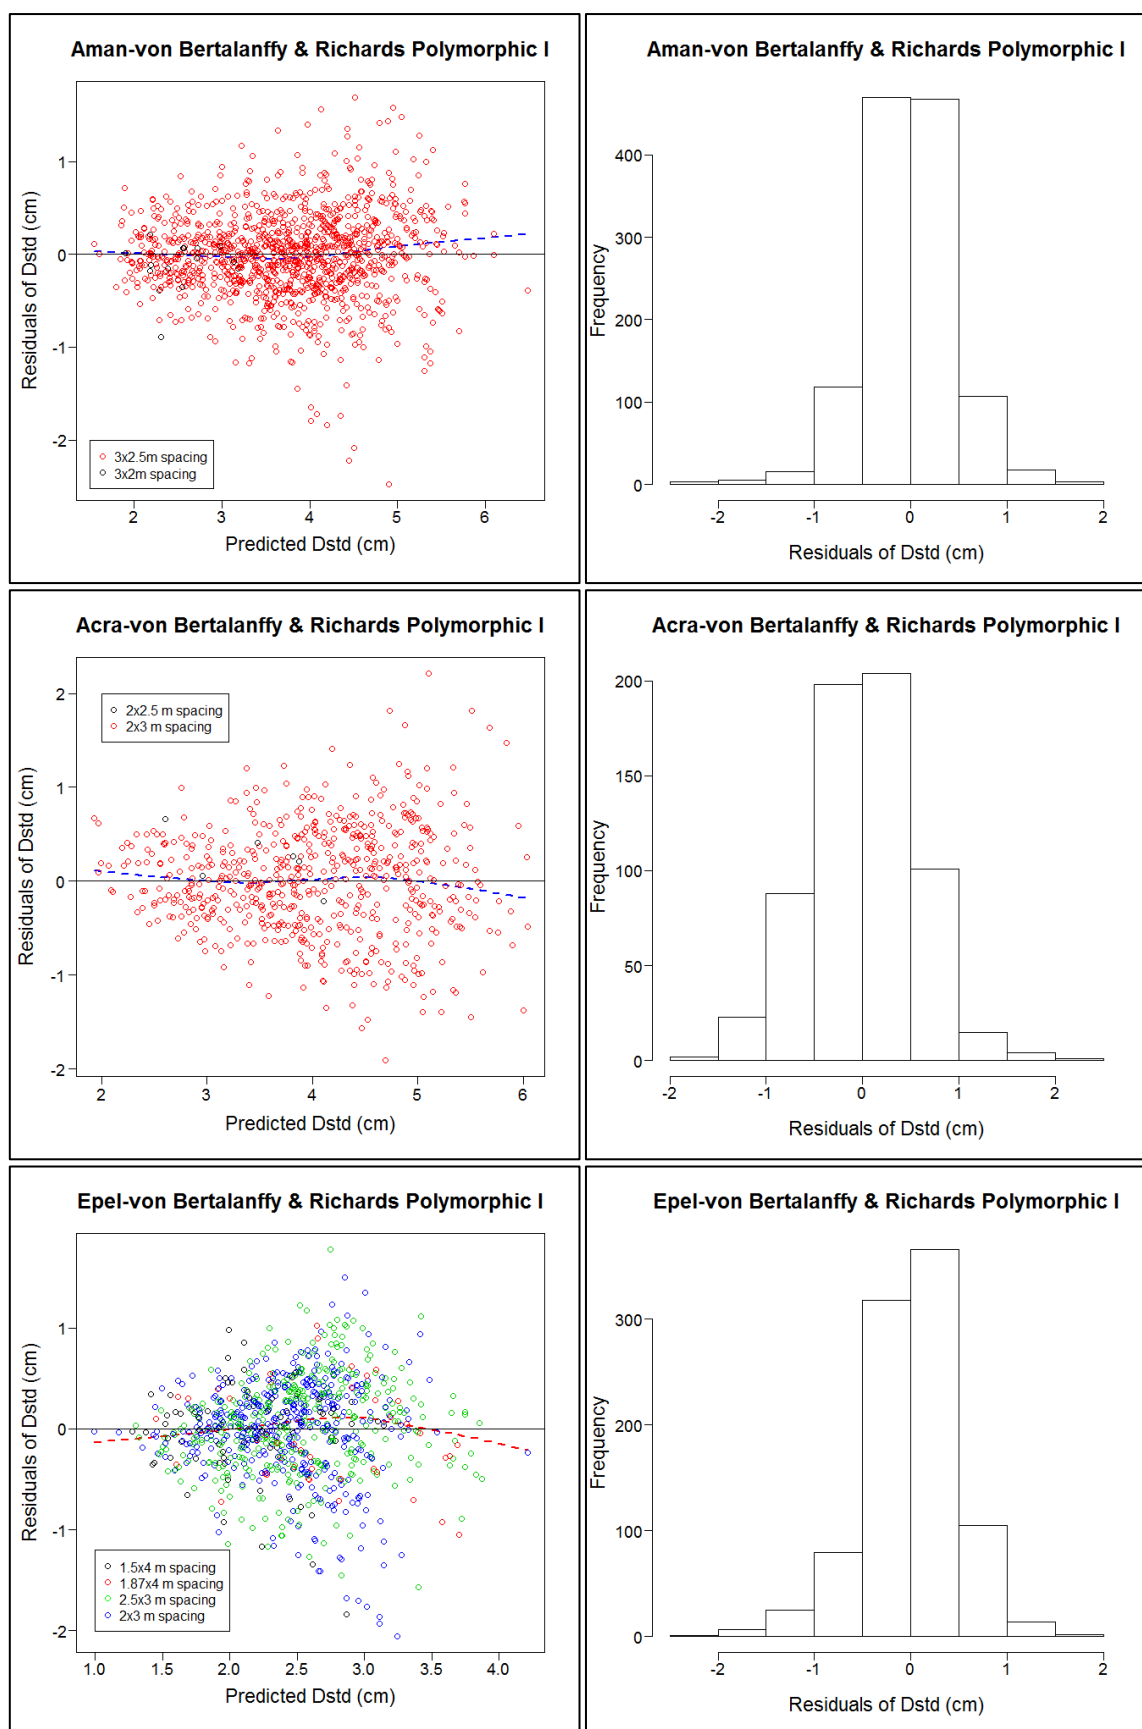 Aman-von Bertalanffy & Richards Polymorphic I
Residuals of Dstd (cm)
1
0
-1
-2
3x2.5m spacing
3x2m spacing
2 3 4 5 6
Predicted Dstd (cm)
Aman-von Bertalanffy & Richards Polymorphic I
Frequency
400
300
200
100
0
-2 -1 0 1 2
Residuals of Dstd (cm)
Acra-von Bertalanffy & Richards Polymorphic I
Residuals of Dstd (cm)
2
1
0
-1
-2
2x2.5 m spacing
2x3 m spacing
2 3 4 5 6
Predicted Dstd (cm)
Acra-von Bertalanffy & Richards Polymorphic I
Frequency
200
150
100
50
0
-2 -1 0 1 2
Residuals of Dstd (cm)
Epel-von Bertalanffy & Richards Polymorphic I
Residuals of Dstd (cm)
1
0
-1
-2
1.5x4 m spacing
1.87x4 m spacing
2.5x3 m spacing
2x3 m spacing
1.0 1.5 2.0 2.5 3.0 3.5 4.0
Predicted Dstd (cm)
Epel-von Bertalanffy & Richards Polymorphic I
Frequency
300
200
100
0
-2 -1 0 1 2
Residuals of Dstd (cm)